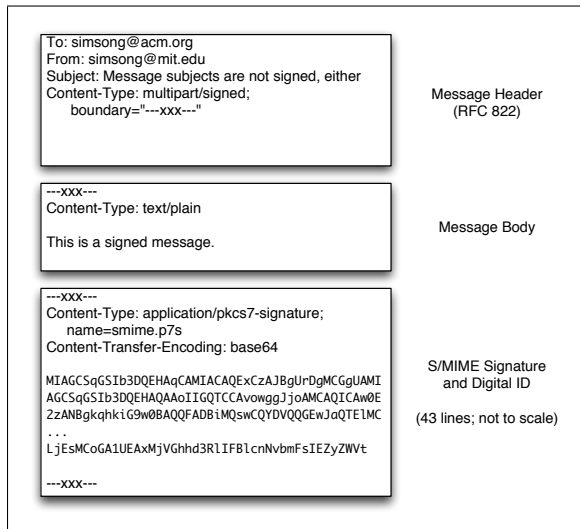 To: simsong@acm.org
From: simsong@mit.edu
Subject: Message subjects are not signed, either
Content-Type: multipart/signed;
boundary="---xxx---"
Message Header
(RFC 822)
---xxx---
Content-Type: text/plain
This is a signed message.
Message Body
---xxx---
Content-Type: application/pkcs7-signature;
name=smime.p7s
Content-Transfer-Encoding: base64
MIAGCSqGSIb3DQEHAqCAMIACAQExCzAJBgUrDgMCGgUAMI
AGCSqGSIb3DQEHAQAAoIIGQTCCAvowggJjoAMCAQICAw0E
2zANBgkqhkiG9w0BAQQFADBiMQswCQYDVQQGEwJaQTElMC
...
LjEsMCoGA1UEAxMjVGhhd3RlIFBlcnNvbmFsIEZyZWVt
---xxx---
S/MIME Signature
and Digital ID
(43 lines; not to scale)